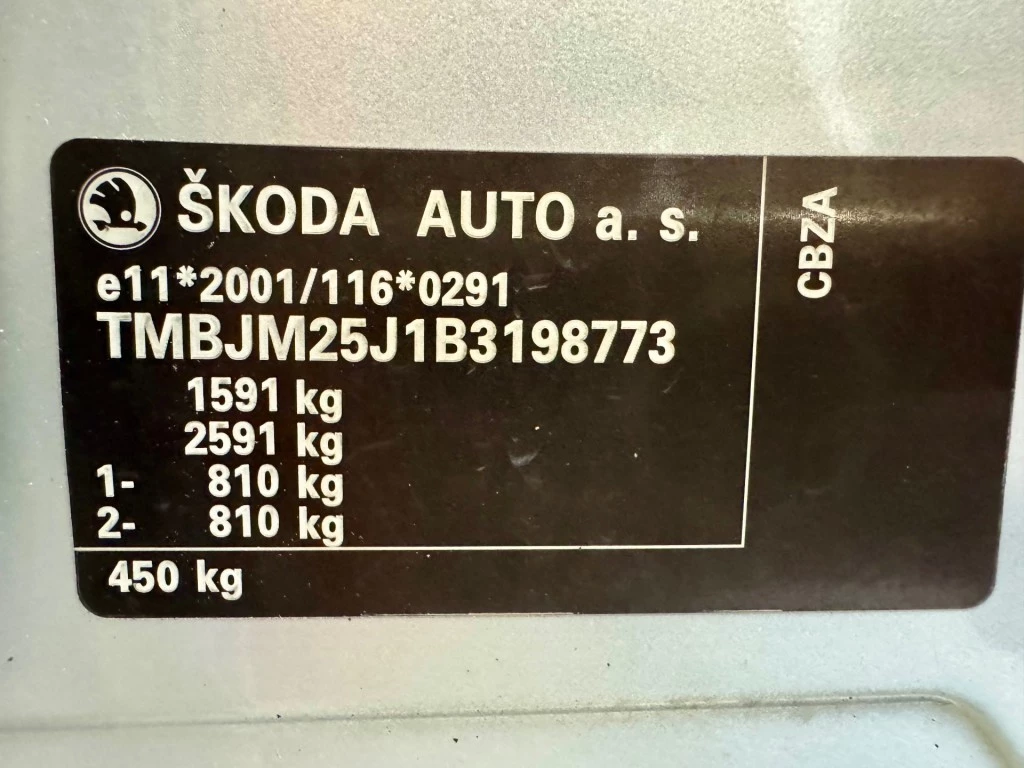 ŠKODA AUTO a. s.
e11*2001/116*0291
TMBJM25J1B3198773
1591 kg
2591 kg
1- 810 kg
2- 810 kg
450 kg
CBZA